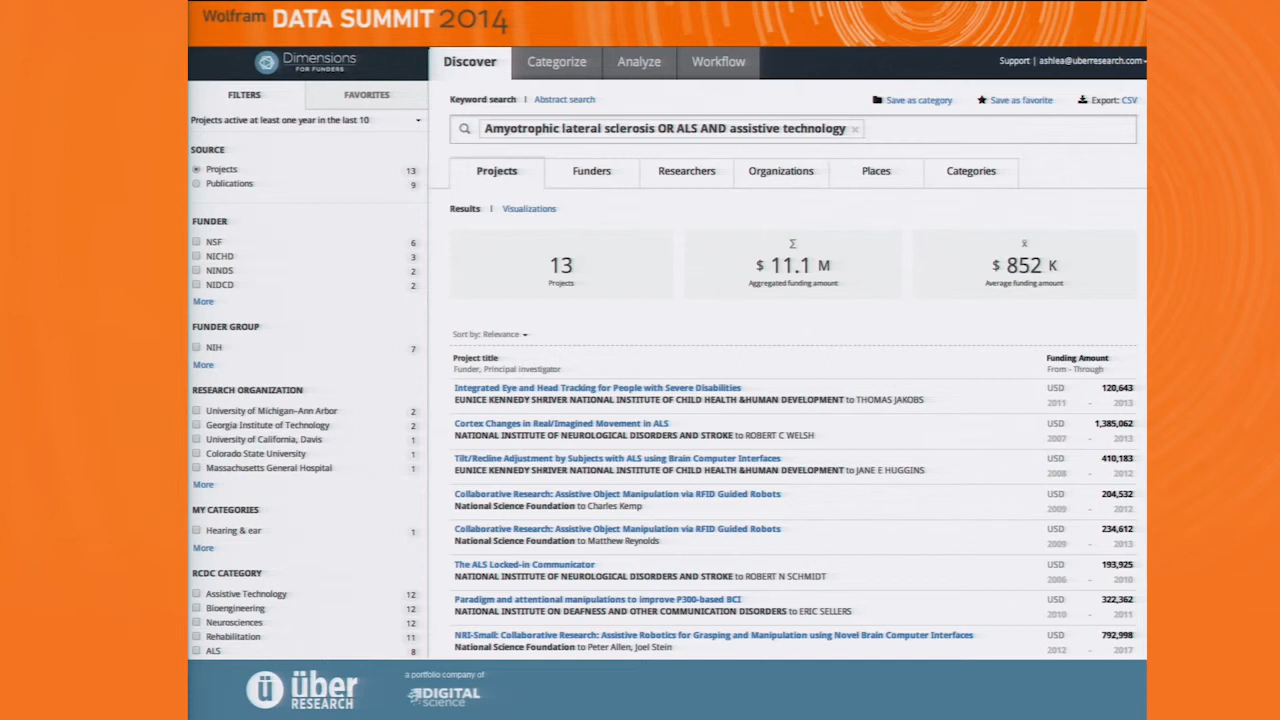 Wolfram DATA SUMMIT 2014
Dimensions
FOR FUNDERS
Discover
Categorize
Analyze
Workflow
Support | ashlea@uberresearch.com
FILTERS
FAVORITES
Projects active at least one year in the last 10
SOURCE
Projects 13
Publications 9
FUNDER
NSF 6
NICHD 3
NINDS 2
NIDCD 2
More
FUNDER GROUP
NIH 7
More
RESEARCH ORGANIZATION
University of Michigan–Ann Arbor 2
Georgia Institute of Technology 2
University of California, Davis 1
Colorado State University 1
Massachusetts General Hospital 1
More
MY CATEGORIES
Hearing & ear 1
More
RCDC CATEGORY
Assistive Technology 12
Bioengineering 12
Neurosciences 12
Rehabilitation 11
ALS 8
Keyword search | Abstract search
Save as category
Save as favorite
Export: CSV
Amyotrophic lateral sclerosis OR ALS AND assistive technology ×
Projects
Funders
Researchers
Organizations
Places
Categories
Results | Visualizations
13
Projects
Σ
$ 11.1 M
Aggregated funding amount
x̄
$ 852 K
Average funding amount
Sort by: Relevance
Project title
Funder, Principal investigator
Funding Amount
From - Through
Integrated Eye and Head Tracking for People with Severe Disabilities USD 120,643
EUNICE KENNEDY SHRIVER NATIONAL INSTITUTE OF CHILD HEALTH &HUMAN DEVELOPMENT to THOMAS JAKOBS 2011 - 2013
Cortex Changes in Real/Imagined Movement in ALS USD 1,385,062
NATIONAL INSTITUTE OF NEUROLOGICAL DISORDERS AND STROKE to ROBERT C WELSH 2007 - 2013
Tilt/Recline Adjustment by Subjects with ALS using Brain Computer Interfaces USD 410,183
EUNICE KENNEDY SHRIVER NATIONAL INSTITUTE OF CHILD HEALTH &HUMAN DEVELOPMENT to JANE E HUGGINS 2008 - 2012
Collaborative Research: Assistive Object Manipulation via RFID Guided Robots USD 204,532
National Science Foundation to Charles Kemp 2009 - 2012
Collaborative Research: Assistive Object Manipulation via RFID Guided Robots USD 234,612
National Science Foundation to Matthew Reynolds 2009 - 2013
The ALS Locked-in Communicator USD 193,925
NATIONAL INSTITUTE OF NEUROLOGICAL DISORDERS AND STROKE to ROBERT N SCHMIDT 2006 - 2010
Paradigm and attentional manipulations to improve P300-based BCI USD 322,362
NATIONAL INSTITUTE ON DEAFNESS AND OTHER COMMUNICATION DISORDERS to ERIC SELLERS 2010 - 2011
NRI-Small: Collaborative Research: Assistive Robotics for Grasping and Manipulation using Novel Brain Computer Interfaces USD 792,998
National Science Foundation to Peter Allen, Joel Stein 2012 - 2017
ü über
RESEARCH
a portfolio company of
DIGITAL
science